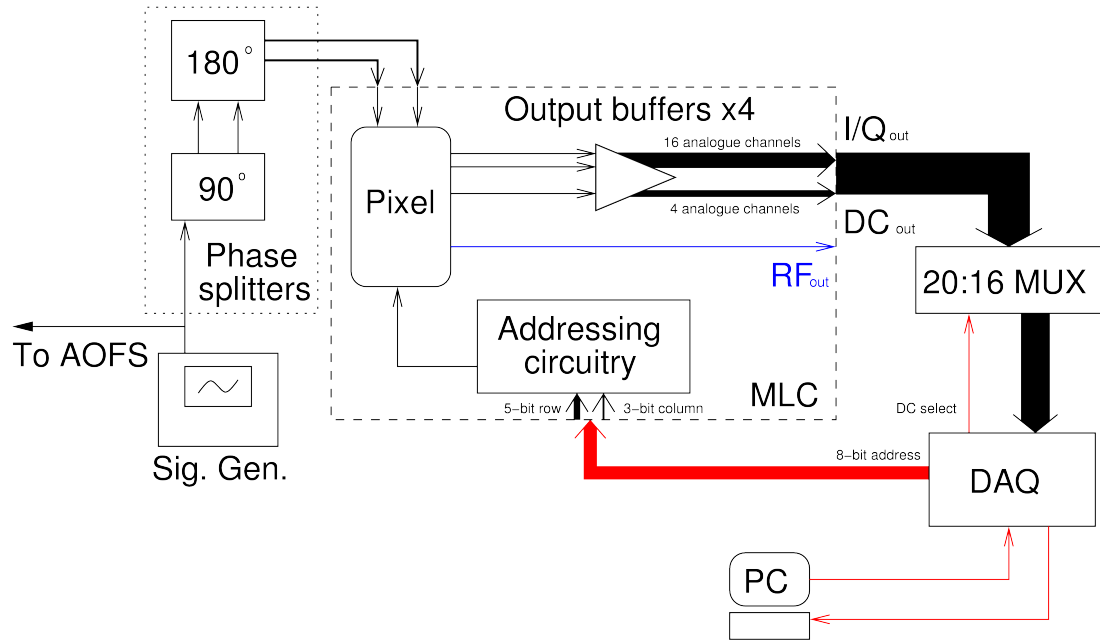 180°
90°
Phase
splitters
To AOFS
Sig. Gen.
Output buffers x4
Pixel
16 analogue channels
4 analogue channels
I/Q out
DC out
RF out
20:16 MUX
Addressing
circuitry
MLC
5-bit row
3-bit column
DC select
8-bit address
DAQ
PC